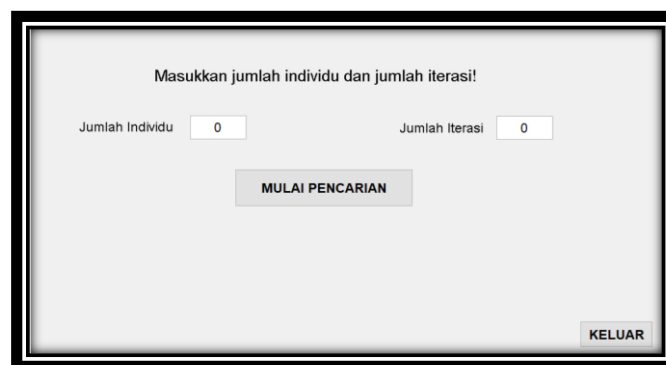 Masukkan jumlah individu dan jumlah iterasi!
Jumlah Individu 0 Jumlah Iterasi 0
MULAI PENCARIAN
KELUAR